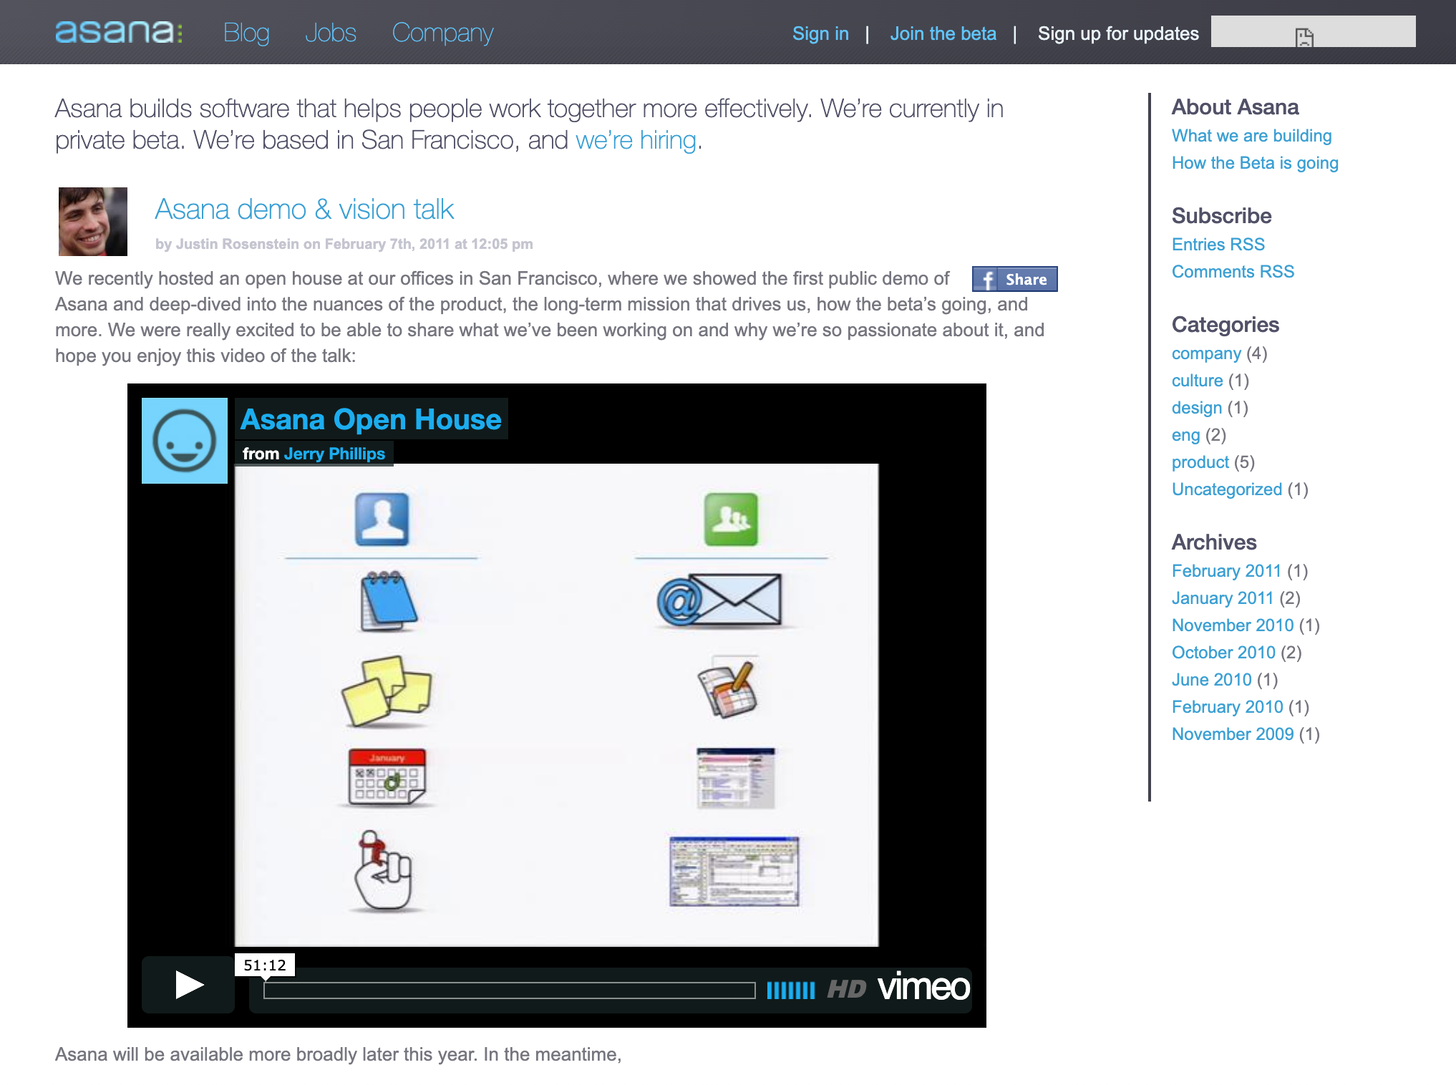 asana:
Blog
Jobs
Company
Sign in | Join the beta | Sign up for updates
Asana builds software that helps people work together more effectively. We’re currently in
private beta. We’re based in San Francisco, and we’re hiring.
Asana demo & vision talk
by Justin Rosenstein on February 7th, 2011 at 12:05 pm
We recently hosted an open house at our offices in San Francisco, where we showed the first public demo of
Asana and deep-dived into the nuances of the product, the long-term mission that drives us, how the beta’s going, and
more. We were really excited to be able to share what we’ve been working on and why we’re so passionate about it, and
hope you enjoy this video of the talk:
f Share
Asana Open House
from Jerry Phillips
@
January
51:12
HD vimeo
Asana will be available more broadly later this year. In the meantime,
About Asana
What we are building
How the Beta is going
Subscribe
Entries RSS
Comments RSS
Categories
company (4)
culture (1)
design (1)
eng (2)
product (5)
Uncategorized (1)
Archives
February 2011 (1)
January 2011 (2)
November 2010 (1)
October 2010 (2)
June 2010 (1)
February 2010 (1)
November 2009 (1)